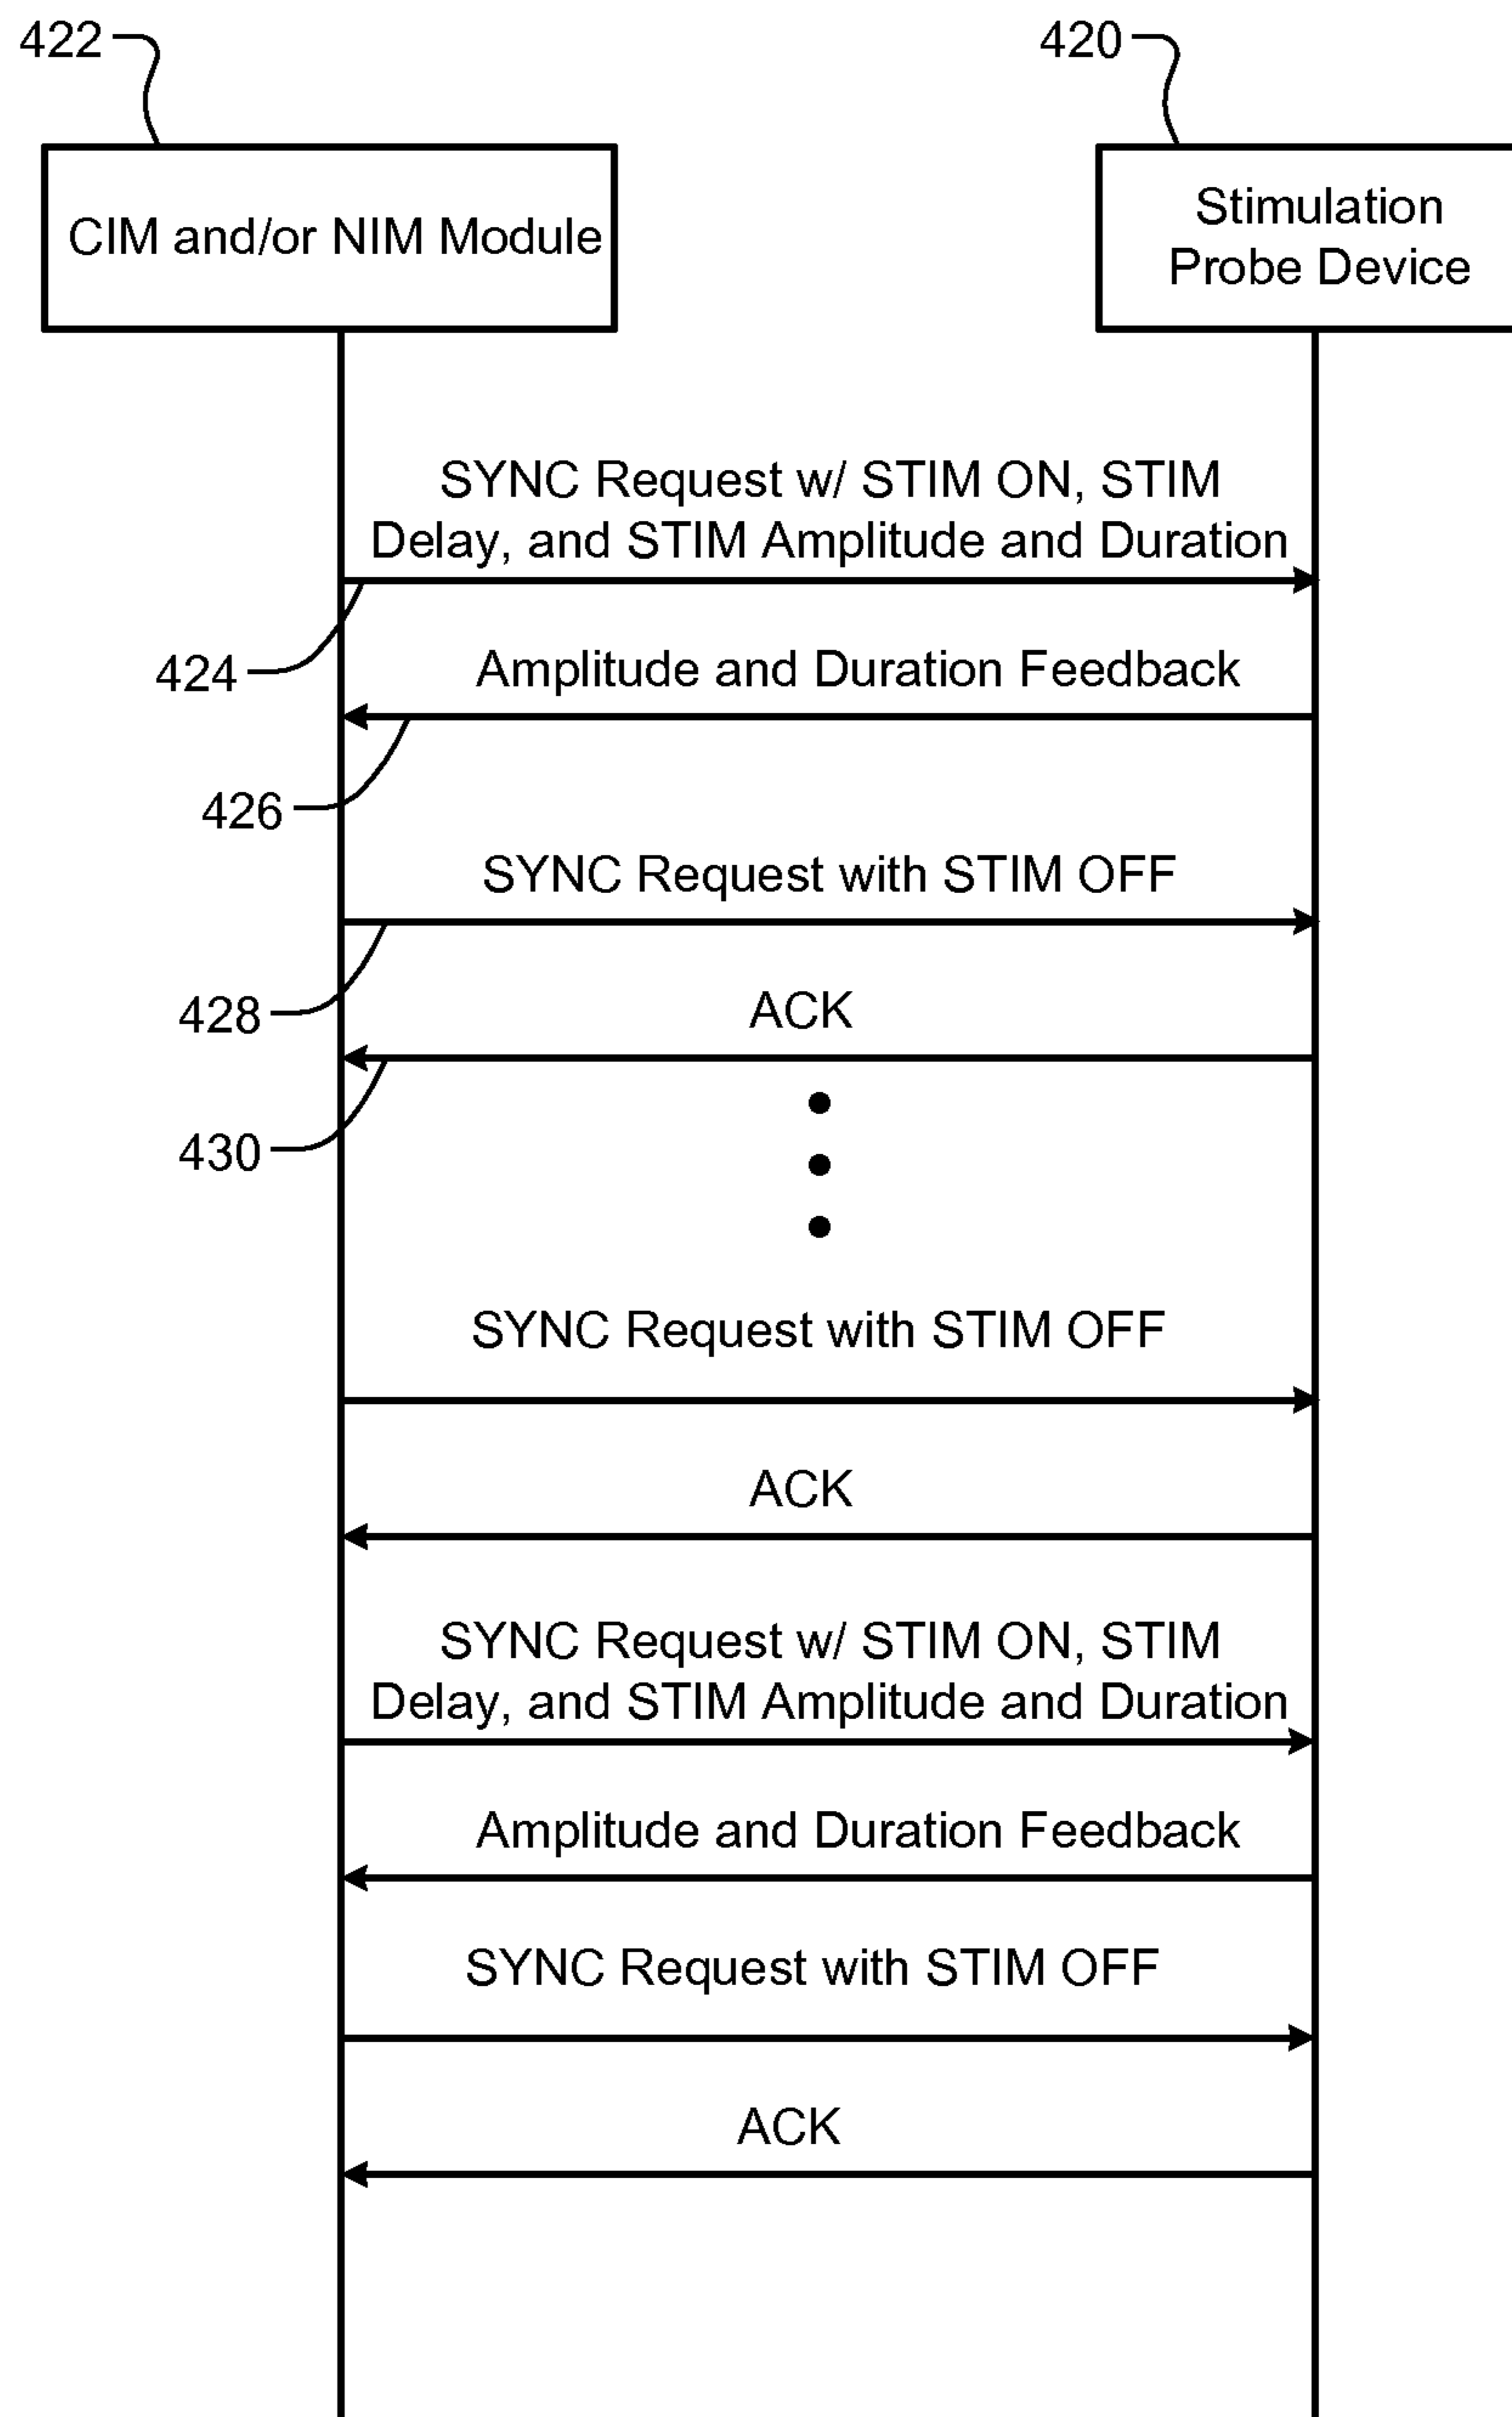 422
420
CIM and/or NIM Module
Stimulation
Probe Device
SYNC Request w/ STIM ON, STIM
Delay, and STIM Amplitude and Duration
424
Amplitude and Duration Feedback
426
SYNC Request with STIM OFF
428
ACK
430
SYNC Request with STIM OFF
ACK
SYNC Request w/ STIM ON, STIM
Delay, and STIM Amplitude and Duration
Amplitude and Duration Feedback
SYNC Request with STIM OFF
ACK